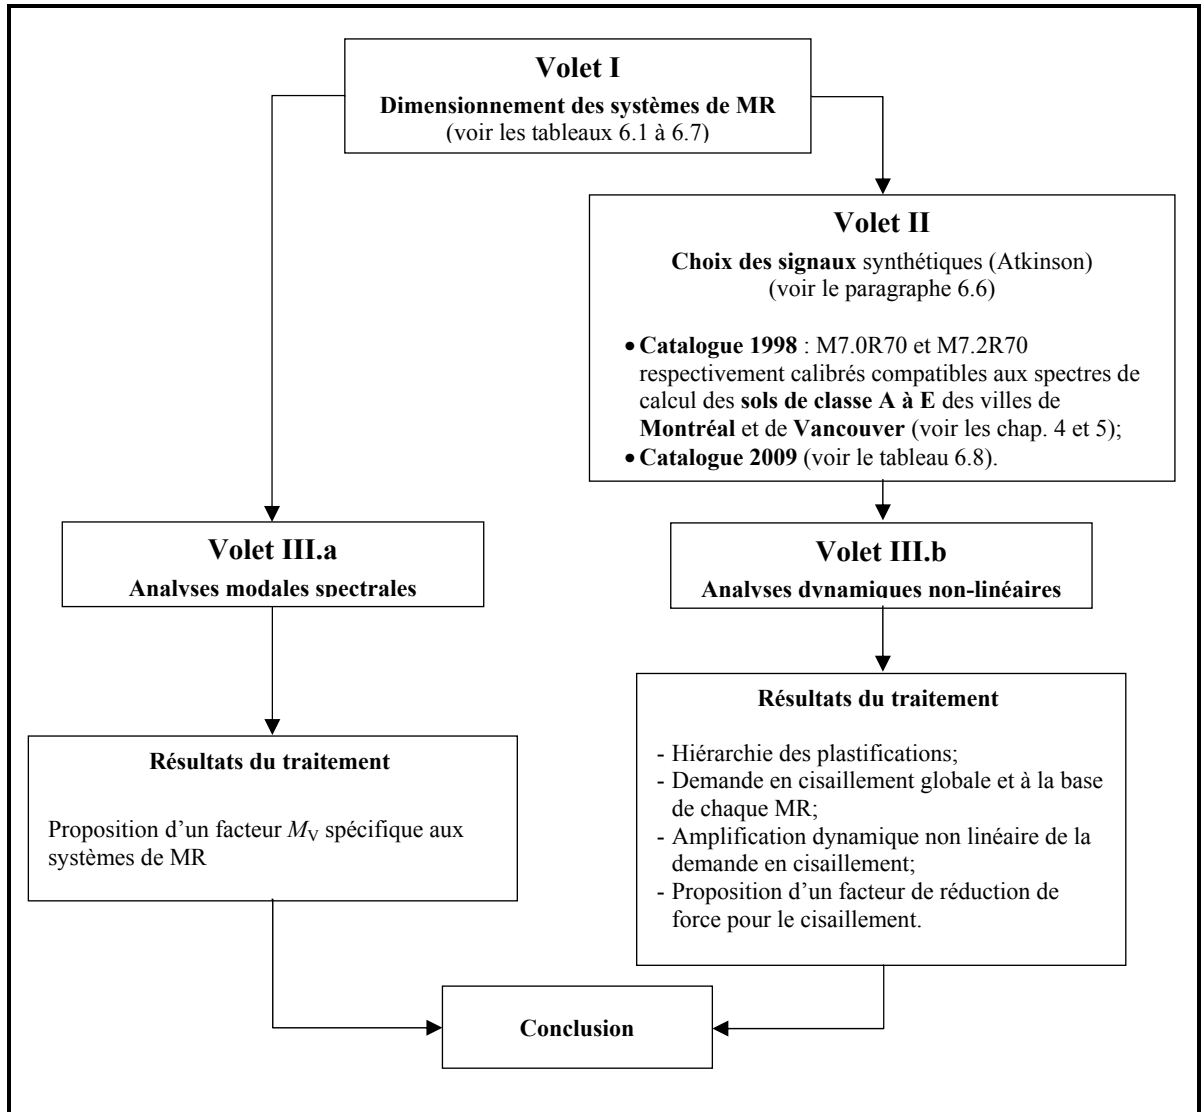 Volet I
Dimensionnement des systèmes de MR
(voir les tableaux 6.1 à 6.7)
Volet II
Choix des signaux synthétiques (Atkinson)
(voir le paragraphe 6.6)
• Catalogue 1998 : M7.0R70 et M7.2R70
respectivement calibrés compatibles aux spectres de
calcul des sols de classe A à E des villes de
Montréal et de Vancouver (voir les chap. 4 et 5);
• Catalogue 2009 (voir le tableau 6.8).
Volet III.a
Analyses modales spectrales
Volet III.b
Analyses dynamiques non-linéaires
Résultats du traitement
Proposition d’un facteur MV spécifique aux
systèmes de MR
Résultats du traitement
- Hiérarchie des plastifications;
- Demande en cisaillement globale et à la base
de chaque MR;
- Amplification dynamique non linéaire de la
demande en cisaillement;
- Proposition d’un facteur de réduction de
force pour le cisaillement.
Conclusion